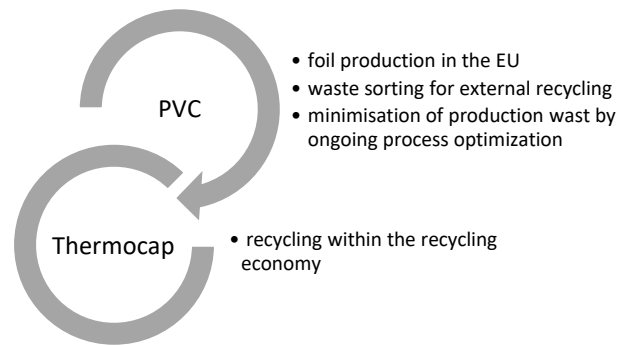 • foil production in the EU
• waste sorting for external recycling
• minimisation of production wast by
ongoing process optimization
PVC
Thermocap
• recycling within the recycling
economy